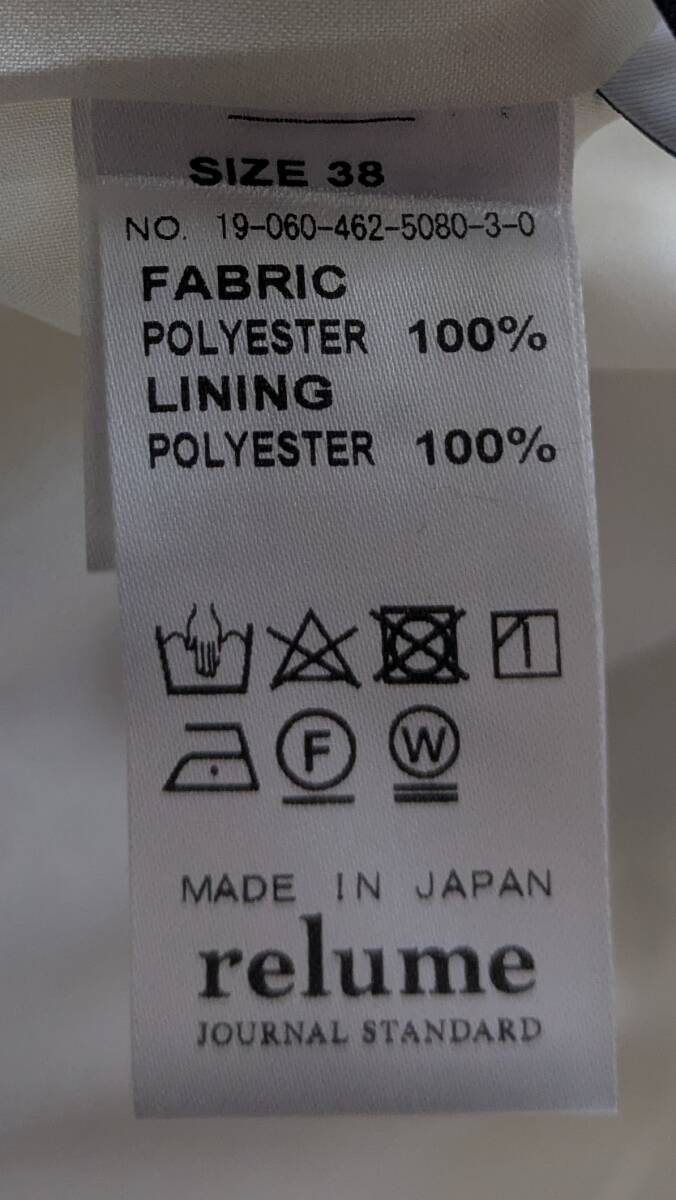 SIZE 38
NO. 19-060-462-5080-3-0
FABRIC
POLYESTER 100%
LINING
POLYESTER 100%
F W
MADE IN JAPAN
relume
JOURNAL STANDARD